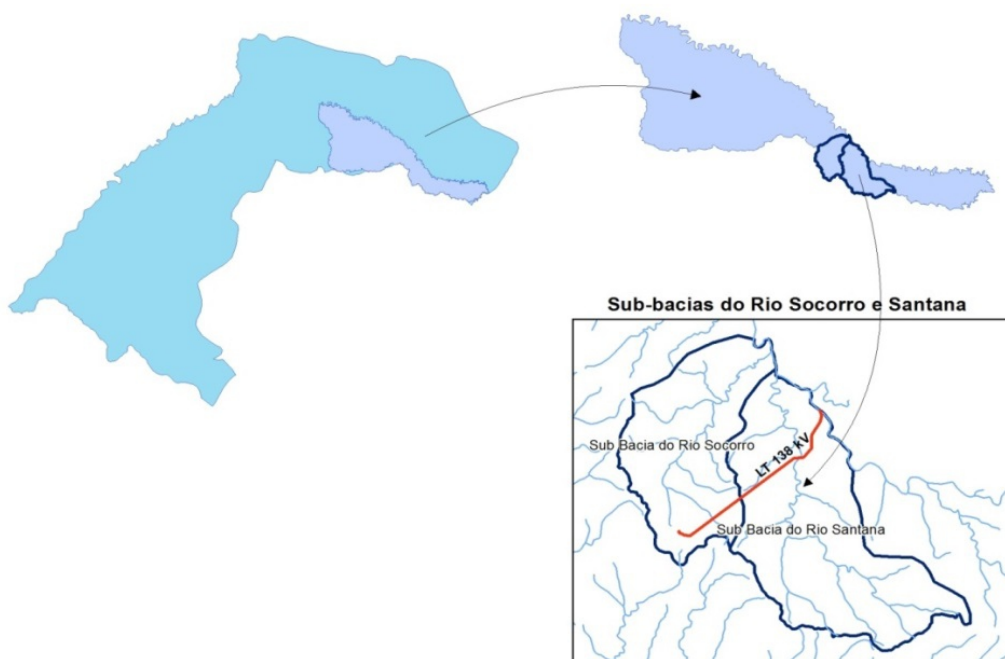 Sub-bacias do Rio Socorro e Santana
Sub Bacia do Rio Socorro
LT 138 kV
Sub Bacia do Rio Santana